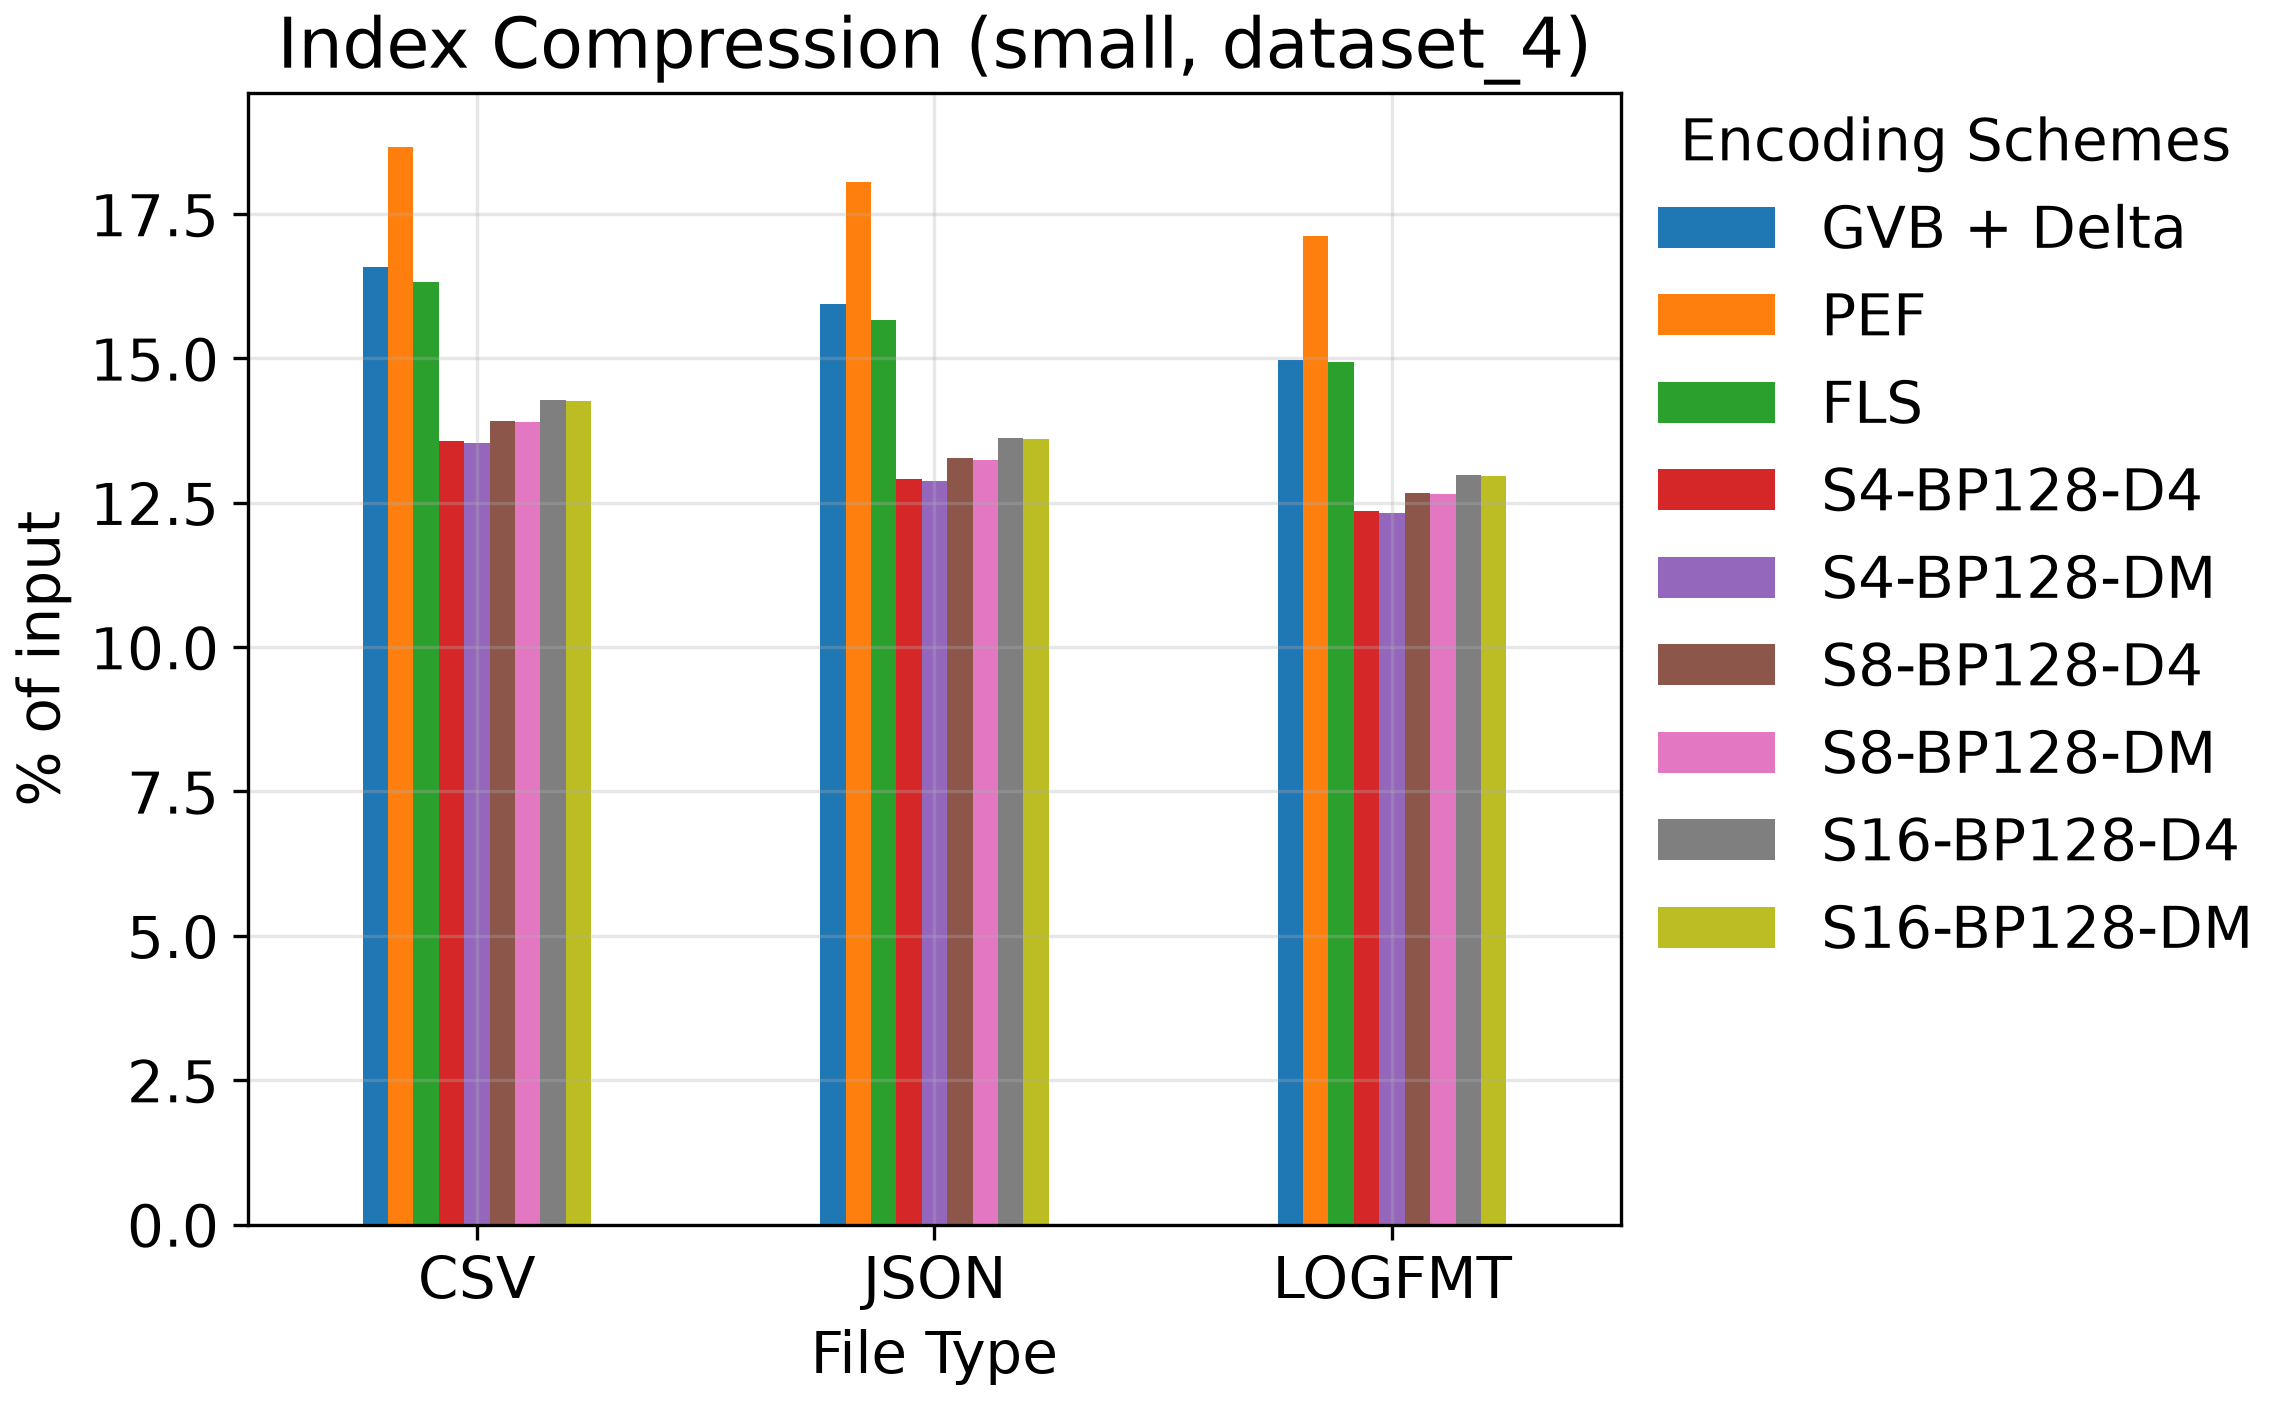 Index Compression (small, dataset_4)
% of input
17.5
15.0
12.5
10.0
7.5
5.0
2.5
0.0
CSV
JSON
LOGFMT
File Type
Encoding Schemes
GVB + Delta
PEF
FLS
S4-BP128-D4
S4-BP128-DM
S8-BP128-D4
S8-BP128-DM
S16-BP128-D4
S16-BP128-DM